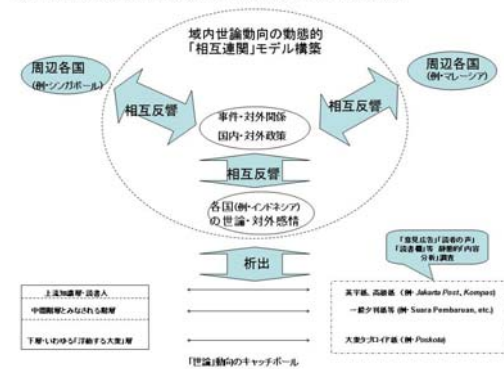 域内世論動向の動態的
「相互連関」モデル構築
周辺各国
(例・シンガポール)
周辺各国
(例・マレーシア)
相互反響
相互反響
事件・対外関係
国内・対外政策
相互反響
各国(例・インドネシア)
の世論・対外感情
「意見広告」「読者の声」
「読書欄」等 静態的「内容
分析」調査
析出
上流知識層・読書人
英字紙、高級紙 (例・Jakarta Post, Kompas)
中間階層とみなされる階層
一般夕刊紙等 (例・Suara Pembaruan, etc.)
下層・いわゆる「浮動する大衆」層
大衆タブロイド紙 (例・Poskota)
「世論」動向のキャッチボール